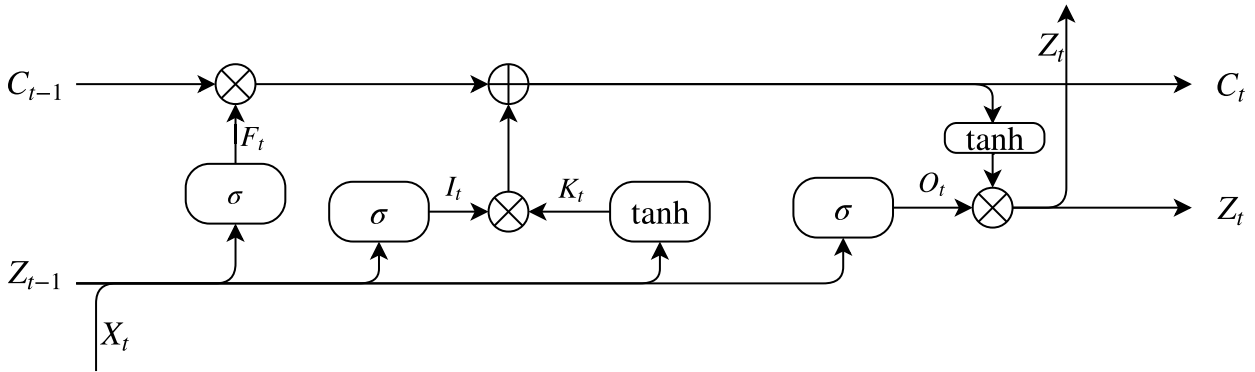 Z_t
C_{t-1}
C_t
F_t
tanh
σ
I_t
K_t
O_t
σ
tanh
σ
Z_t
Z_{t-1}
X_t